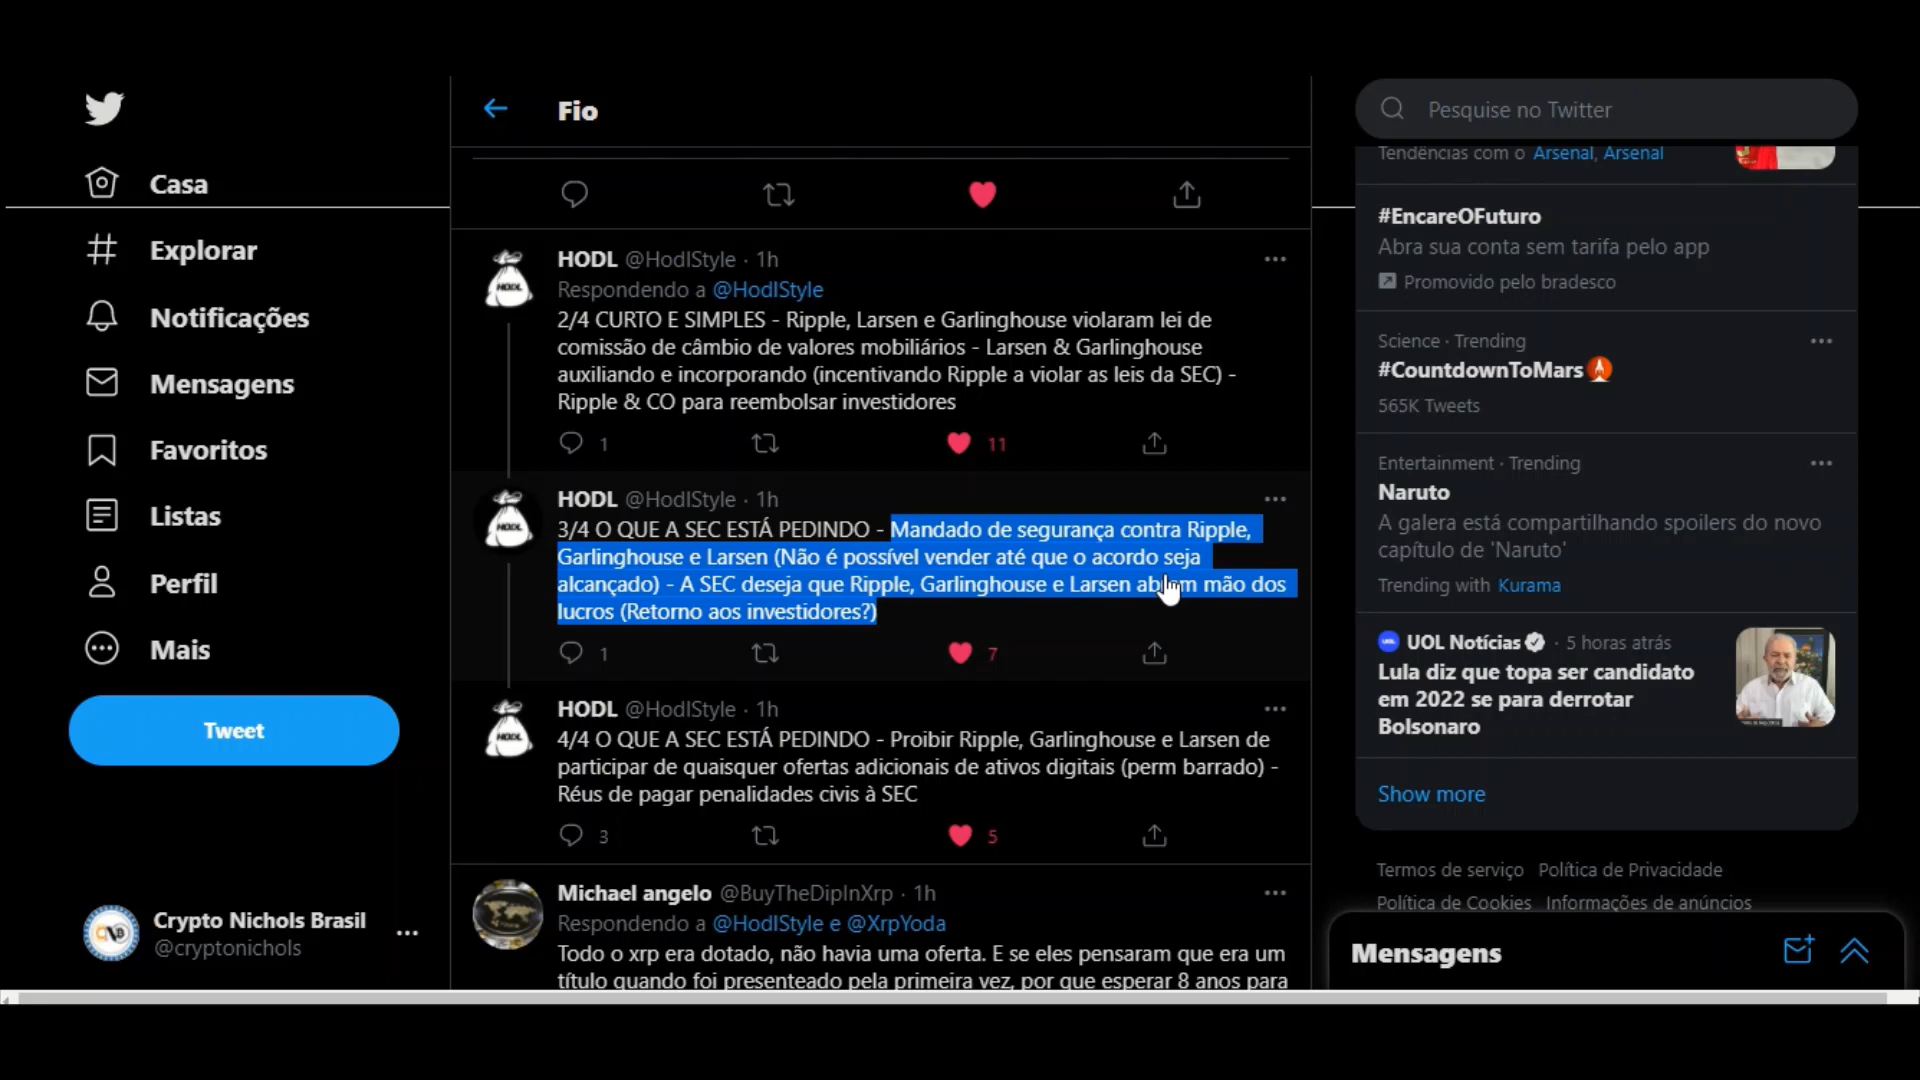 Casa
Explorar
Notificações
Mensagens
Favoritos
Listas
Perfil
Mais
Tweet
Crypto Nichols Brasil
@cryptonichols
Fio
HODL @HodlStyle · 1h
Respondendo a @HodlStyle
2/4 CURTO E SIMPLES - Ripple, Larsen e Garlinghouse violaram lei de
comissão de câmbio de valores mobiliários - Larsen & Garlinghouse
auxiliando e incorporando (incentivando Ripple a violar as leis da SEC) -
Ripple & CO para reembolsar investidores
1
11
HODL @HodlStyle · 1h
3/4 O QUE A SEC ESTÁ PEDINDO - Mandado de segurança contra Ripple,
Garlinghouse e Larsen (Não é possível vender até que o acordo seja
alcançado) - A SEC deseja que Ripple, Garlinghouse e Larsen abram mão dos
lucros (Retorno aos investidores?)
1
7
HODL @HodlStyle · 1h
4/4 O QUE A SEC ESTÁ PEDINDO - Proibir Ripple, Garlinghouse e Larsen de
participar de quaisquer ofertas adicionais de ativos digitais (perm barrado) -
Réus de pagar penalidades civis à SEC
3
5
Michael angelo @BuyTheDipInXrp · 1h
Respondendo a @HodlStyle e @XrpYoda
Todo o xrp era dotado, não havia uma oferta. E se eles pensaram que era um
título quando foi presenteado pela primeira vez, por que esperar 8 anos para
Pesquise no Twitter
Tendências com o Arsenal, Arsenal
#EncareOFuturo
Abra sua conta sem tarifa pelo app
Promovido pelo bradesco
Science · Trending
#CountdownToMars
565K Tweets
Entertainment · Trending
Naruto
A galera está compartilhando spoilers do novo
capítulo de 'Naruto'
Trending with Kurama
UOL Notícias · 5 horas atrás
Lula diz que topa ser candidato
em 2022 se para derrotar
Bolsonaro
Show more
Termos de serviço Política de Privacidade
Política de Cookies Informações de anúncios
Mensagens